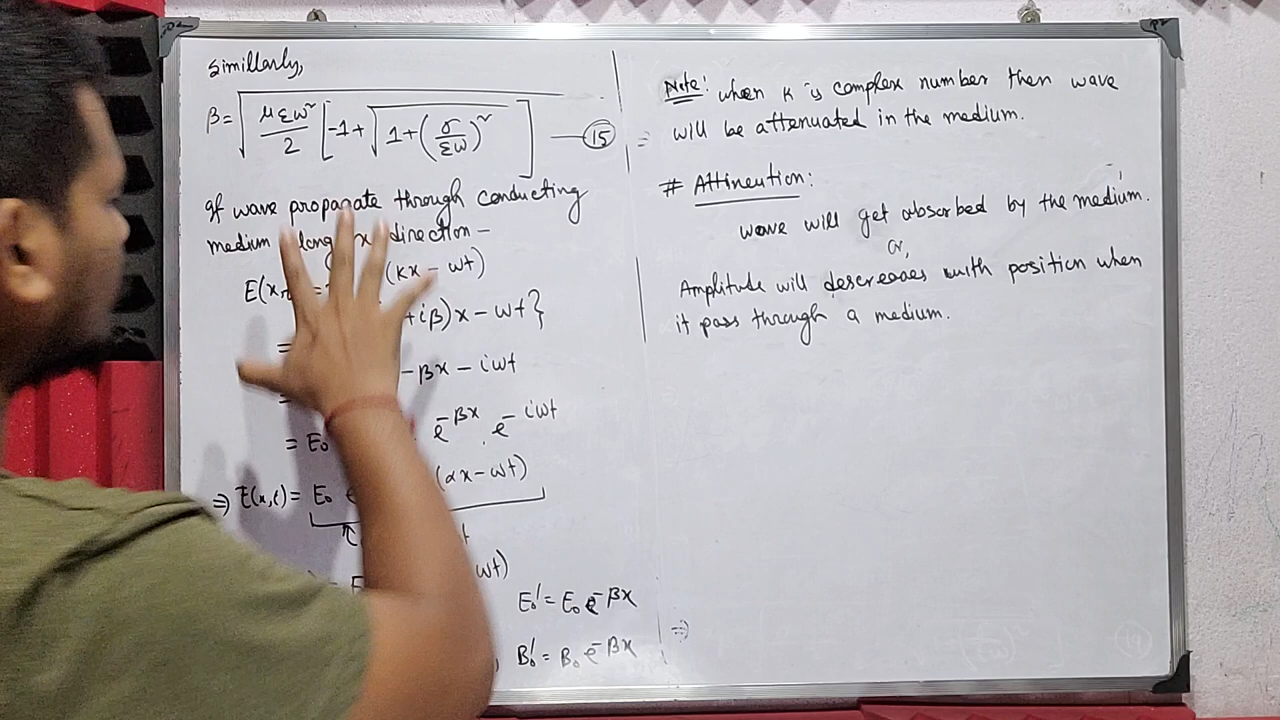 Simillarly,
β = √(μεω²/2 [-1+√(1+(σ/εω)²)]) — (15)
If wave propagate through conducting
medium along x direction -
E(x, = (kx - ωt)
+iβ)x - ωt}
= - βx - iωt
= E₀ e^-βx . e^-iωt
⇒ E(x,t) = E₀ e (αx-ωt)
ωt)
E₀' = E₀ e^-βx
B₀' = B₀ e^-βx
Note: when K is complex number then wave
will be attenuated in the medium.
# Attineution:
wave will get absorbed by the medium.
Or,
Amplitude will descreases with position when
it pass through a medium.
⇒